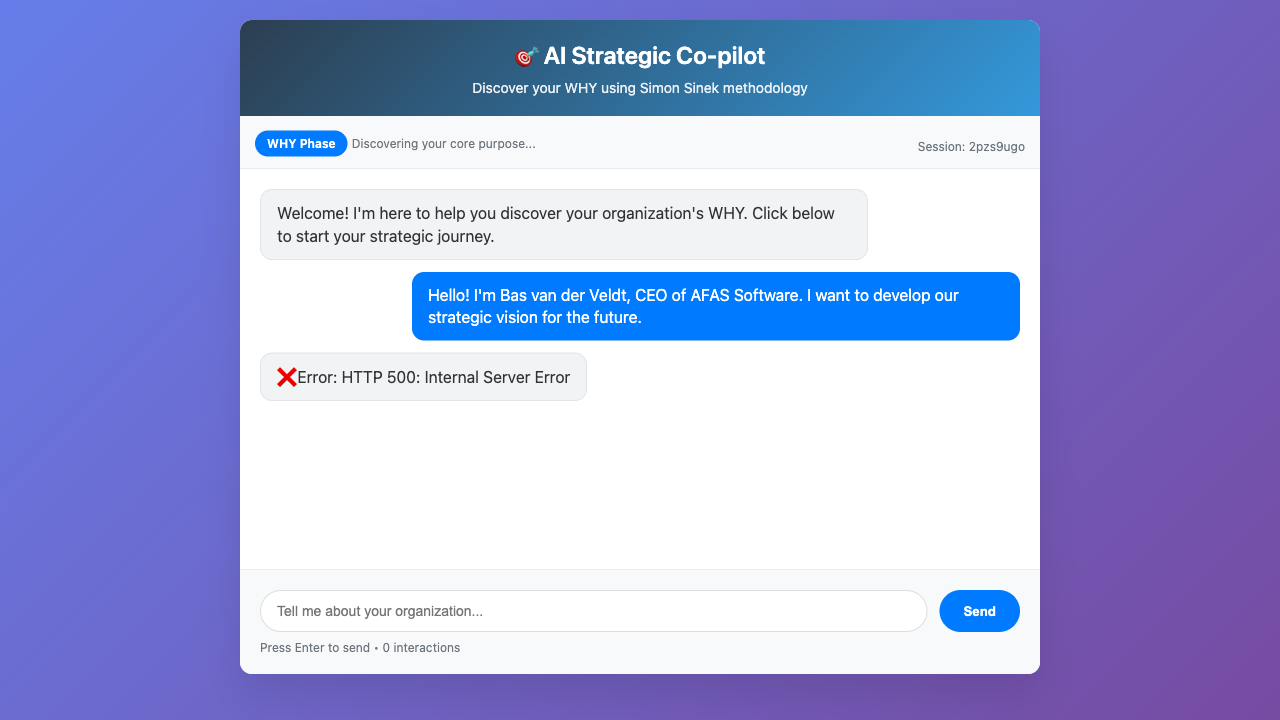 🎯 AI Strategic Co-pilot
Discover your WHY using Simon Sinek methodology
WHY Phase Discovering your core purpose... Session: 2pzs9ugo
Welcome! I'm here to help you discover your organization's WHY. Click below
to start your strategic journey.
Hello! I'm Bas van der Veldt, CEO of AFAS Software. I want to develop our
strategic vision for the future.
❌Error: HTTP 500: Internal Server Error
Tell me about your organization...
Send
Press Enter to send • 0 interactions